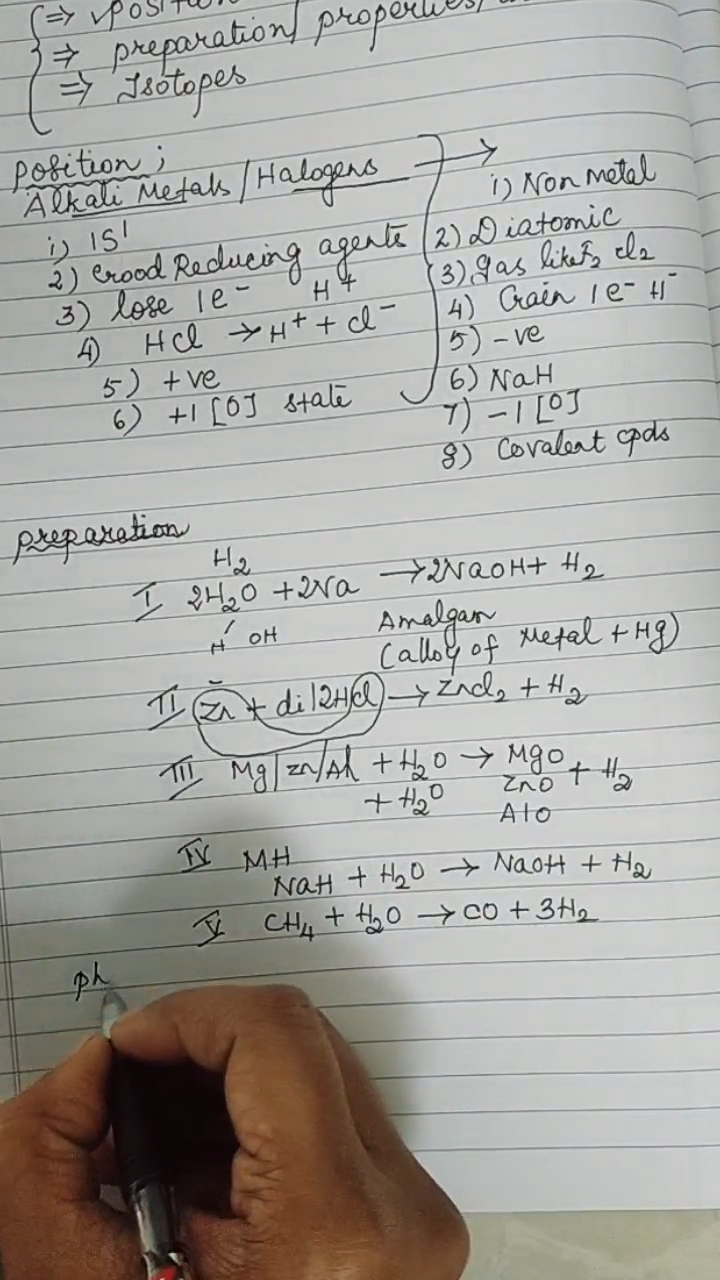 ⇒ Position
⇒ preparation/properties/
⇒ Isotopes
position ;
Alkali Metals / Halogens →
i) 1S¹
2) Good Reducing agents
3) lose 1e⁻ H⁺
4) HCl → H⁺ + Cl⁻
5) +ve
6) +1 [O] state
i) Non metal
2) Diatomic
3) gas like F₂ Cl₂
4) Gain 1e⁻ H⁻
5) -ve
6) NaH
7) -1 [O]
8) Covalent cpds
preparation
H₂
I 2H₂O + 2Na → 2NaOH + H₂
H OH
Amalgam
(alloy of Metal + Hg)
II Zn + dil 2HCl → ZnCl₂ + H₂
III Mg/Zn/Al + H₂O → MgO + H₂
+ H₂O ZnO
AlO
IV MH
NaH + H₂O → NaOH + H₂
V CH₄ + H₂O → CO + 3H₂
ph